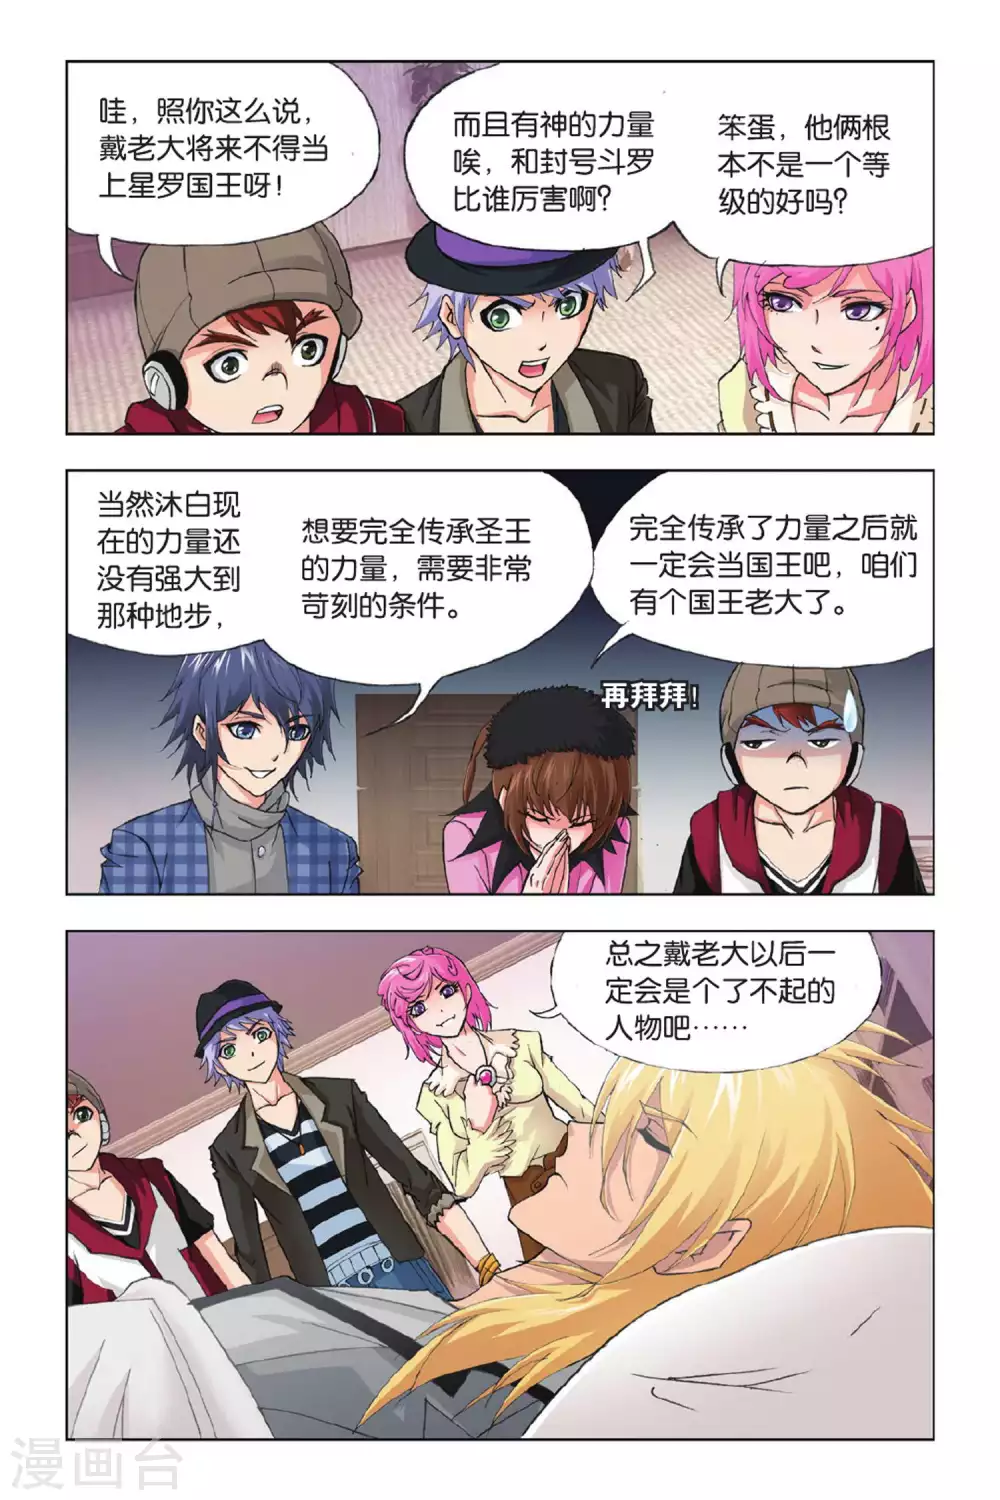 哇，照你这么说，
戴老大将来不得当
上星罗国王呀！
而且有神的力量
唉，和封号斗罗
比谁厉害啊？
笨蛋，他俩根
本不是一个等
级的好吗？
当然沐白现
在的力量还
没有强大到
那种地步，
想要完全传承圣王
的力量，需要非常
苛刻的条件。
完全传承了力量之后就
一定会当国王吧，咱们
有个国王老大了。
再拜拜！
总之戴老大以后一
定会是个了不起的
人物吧……
漫画台